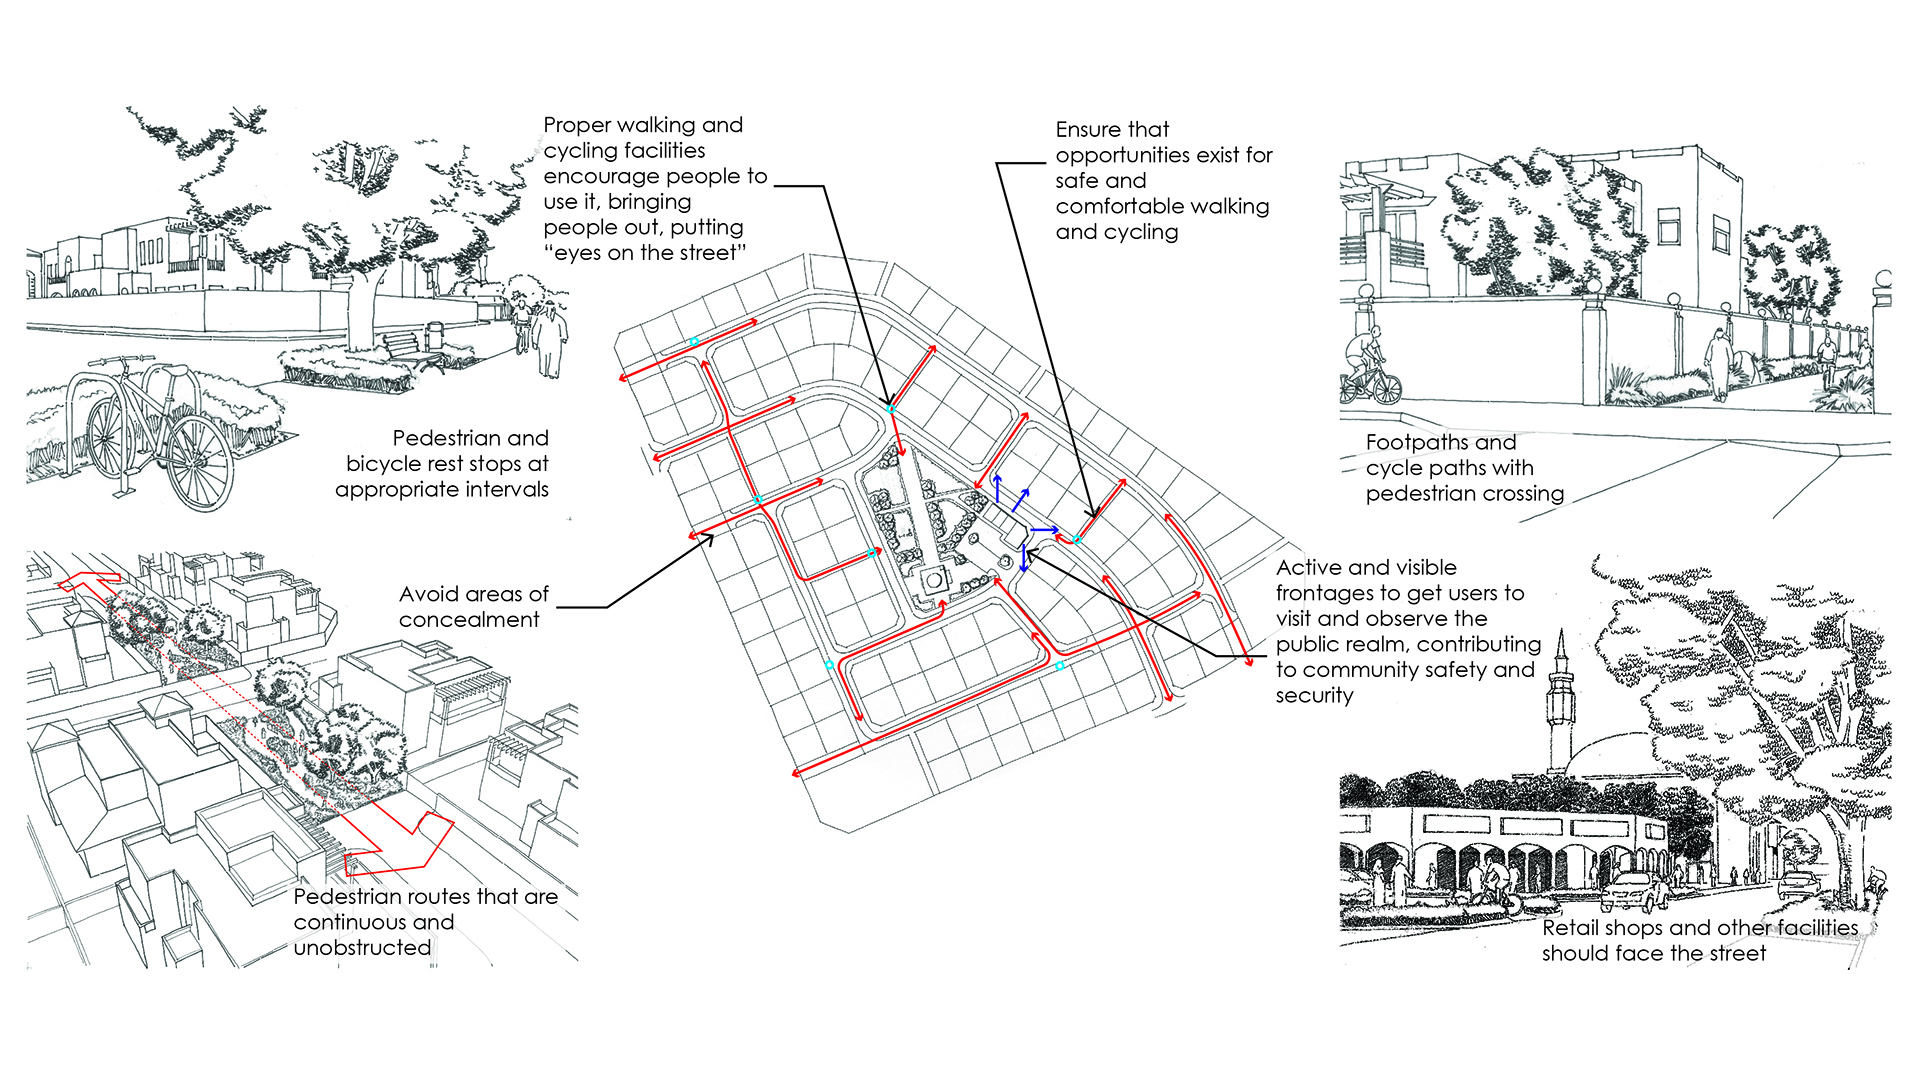 Proper walking and
cycling facilities
encourage people to
use it, bringing
people out, putting
“eyes on the street”
Ensure that
opportunities exist for
safe and
comfortable walking
and cycling
Pedestrian and
bicycle rest stops at
appropriate intervals
Footpaths and
cycle paths with
pedestrian crossing
Avoid areas of
concealment
Active and visible
frontages to get users to
visit and observe the
public realm, contributing
to community safety and
security
Pedestrian routes that are
continuous and
unobstructed
Retail shops and other facilities
should face the street